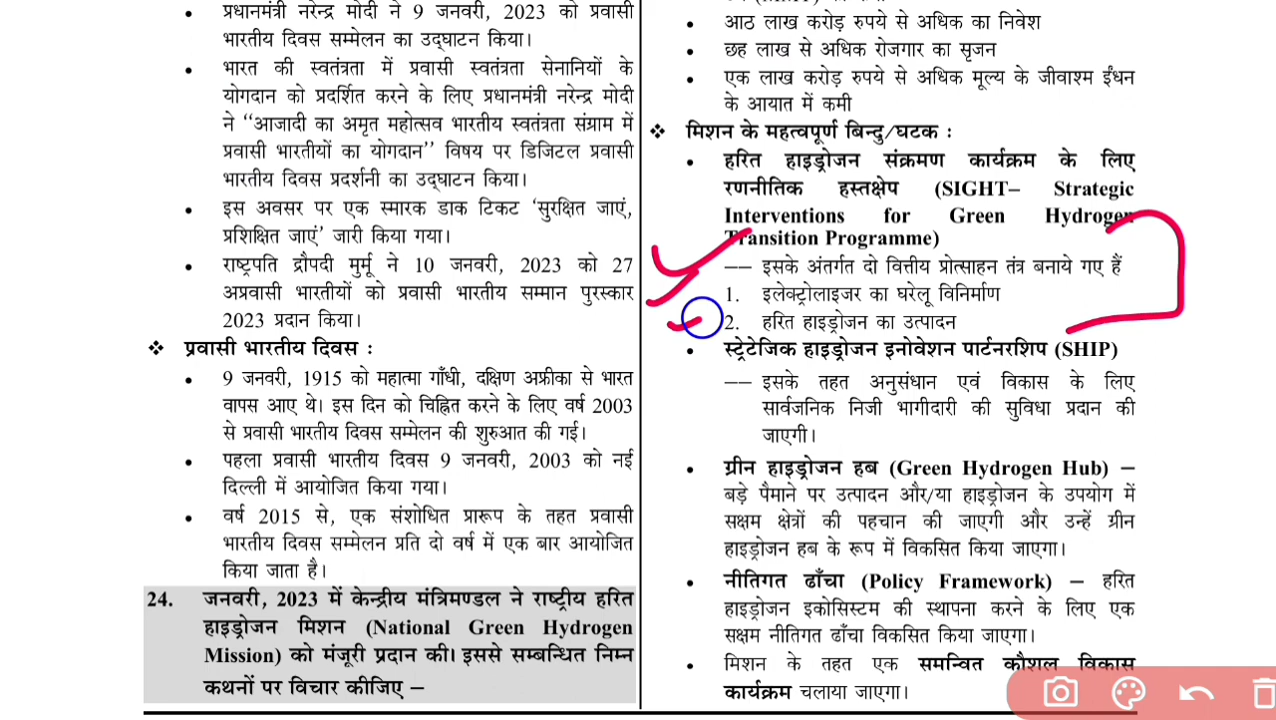 प्रधानमंत्री नरेन्द्र मोदी ने 9 जनवरी, 2023 को प्रवासी
भारतीय दिवस सम्मेलन का उद्घाटन किया।
भारत की स्वतंत्रता में प्रवासी स्वतंत्रता सेनानियों के
योगदान को प्रदर्शित करने के लिए प्रधानमंत्री नरेन्द्र मोदी
ने ‘‘आजादी का अमृत महोत्सव भारतीय स्वतंत्रता संग्राम में
प्रवासी भारतीयों का योगदान’’ विषय पर डिजिटल प्रवासी
भारतीय दिवस प्रदर्शनी का उद्घाटन किया।
इस अवसर पर एक स्मारक डाक टिकट ‘सुरक्षित जाएं,
प्रशिक्षित जाएं’ जारी किया गया।
राष्ट्रपति द्रौपदी मुर्मू ने 10 जनवरी, 2023 को 27
अप्रवासी भारतीयों को प्रवासी भारतीय सम्मान पुरस्कार
2023 प्रदान किया।
❖ प्रवासी भारतीय दिवस :
9 जनवरी, 1915 को महात्मा गाँधी, दक्षिण अफ्रीका से भारत
वापस आए थे। इस दिन को चिह्नित करने के लिए वर्ष 2003
से प्रवासी भारतीय दिवस सम्मेलन की शुरुआत की गई।
पहला प्रवासी भारतीय दिवस 9 जनवरी, 2003 को नई
दिल्ली में आयोजित किया गया।
वर्ष 2015 से, एक संशोधित प्रारूप के तहत प्रवासी
भारतीय दिवस सम्मेलन प्रति दो वर्ष में एक बार आयोजित
किया जाता है।
24. जनवरी, 2023 में केन्द्रीय मंत्रिमण्डल ने राष्ट्रीय हरित
हाइड्रोजन मिशन (National Green Hydrogen
Mission) को मंजूरी प्रदान की। इससे सम्बन्धित निम्न
कथनों पर विचार कीजिए –
आठ लाख करोड़ रुपये से अधिक का निवेश
छह लाख से अधिक रोजगार का सृजन
एक लाख करोड़ रुपये से अधिक मूल्य के जीवाश्म ईंधन
के आयात में कमी
❖ मिशन के महत्वपूर्ण बिन्दु/घटक :
हरित हाइड्रोजन संक्रमण कार्यक्रम के लिए
रणनीतिक हस्तक्षेप (SIGHT– Strategic
Interventions for Green Hydrogen
Transition Programme)
–– इसके अंतर्गत दो वित्तीय प्रोत्साहन तंत्र बनाये गए हैं
1. इलेक्ट्रोलाइजर का घरेलू विनिर्माण
2. हरित हाइड्रोजन का उत्पादन
स्ट्रेटेजिक हाइड्रोजन इनोवेशन पार्टनरशिप (SHIP)
–– इसके तहत अनुसंधान एवं विकास के लिए
सार्वजनिक निजी भागीदारी की सुविधा प्रदान की
जाएगी।
ग्रीन हाइड्रोजन हब (Green Hydrogen Hub) –
बड़े पैमाने पर उत्पादन और/या हाइड्रोजन के उपयोग में
सक्षम क्षेत्रों की पहचान की जाएगी और उन्हें ग्रीन
हाइड्रोजन हब के रूप में विकसित किया जाएगा।
नीतिगत ढाँचा (Policy Framework) – हरित
हाइड्रोजन इकोसिस्टम की स्थापना करने के लिए एक
सक्षम नीतिगत ढाँचा विकसित किया जाएगा।
मिशन के तहत एक समन्वित कौशल विकास
कार्यक्रम चलाया जाएगा।